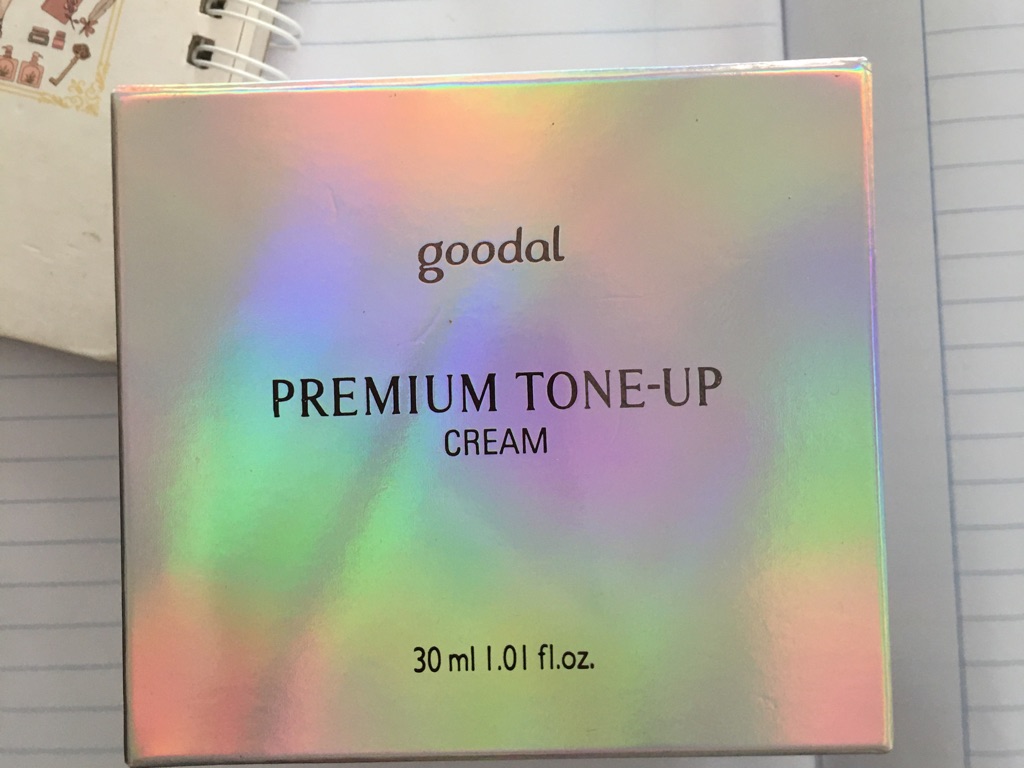 goodal
PREMIUM TONE-UP
CREAM
30 ml 1.01 fl.oz.